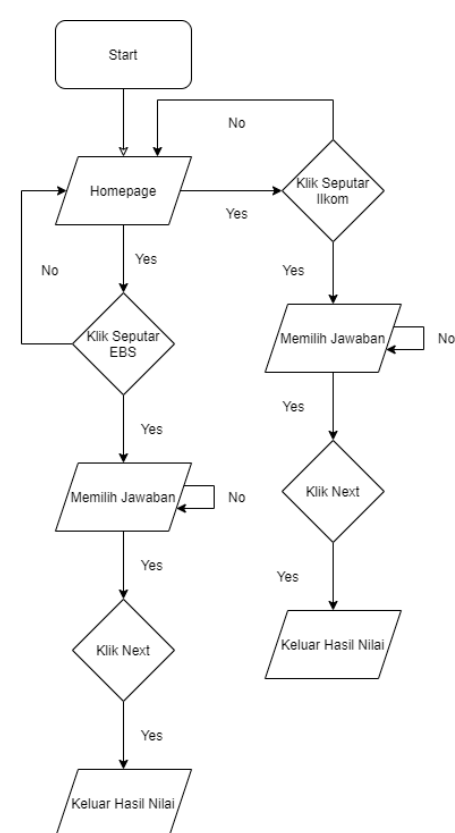 Start
No
Homepage
Klik Seputar
Ilkom
Yes
Yes
No
Yes
Klik Seputar
EBS
Memilih Jawaban
No
Yes
Yes
Memilih Jawaban
No
Klik Next
Yes
Yes
Klik Next
Keluar Hasil Nilai
Yes
Keluar Hasil Nilai